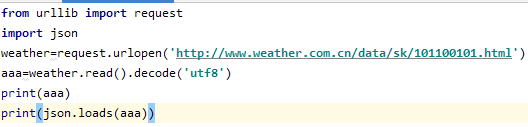 from urllib import request
import json
weather=request.urlopen('http://www.weather.com.cn/data/sk/101100101.html')
aaa=weather.read().decode('utf8')
print(aaa)
print(json.loads(aaa))